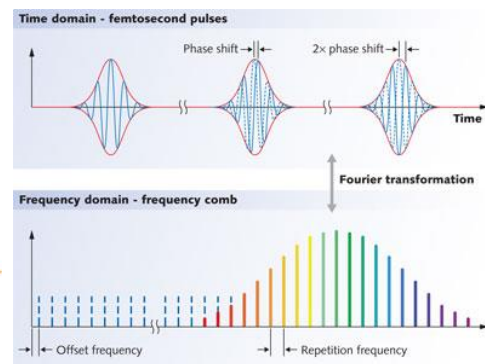 Time domain - femtosecond pulses
Phase shift
2x phase shift
Time
Fourier transformation
Frequency domain - frequency comb
Offset frequency
Repetition frequency